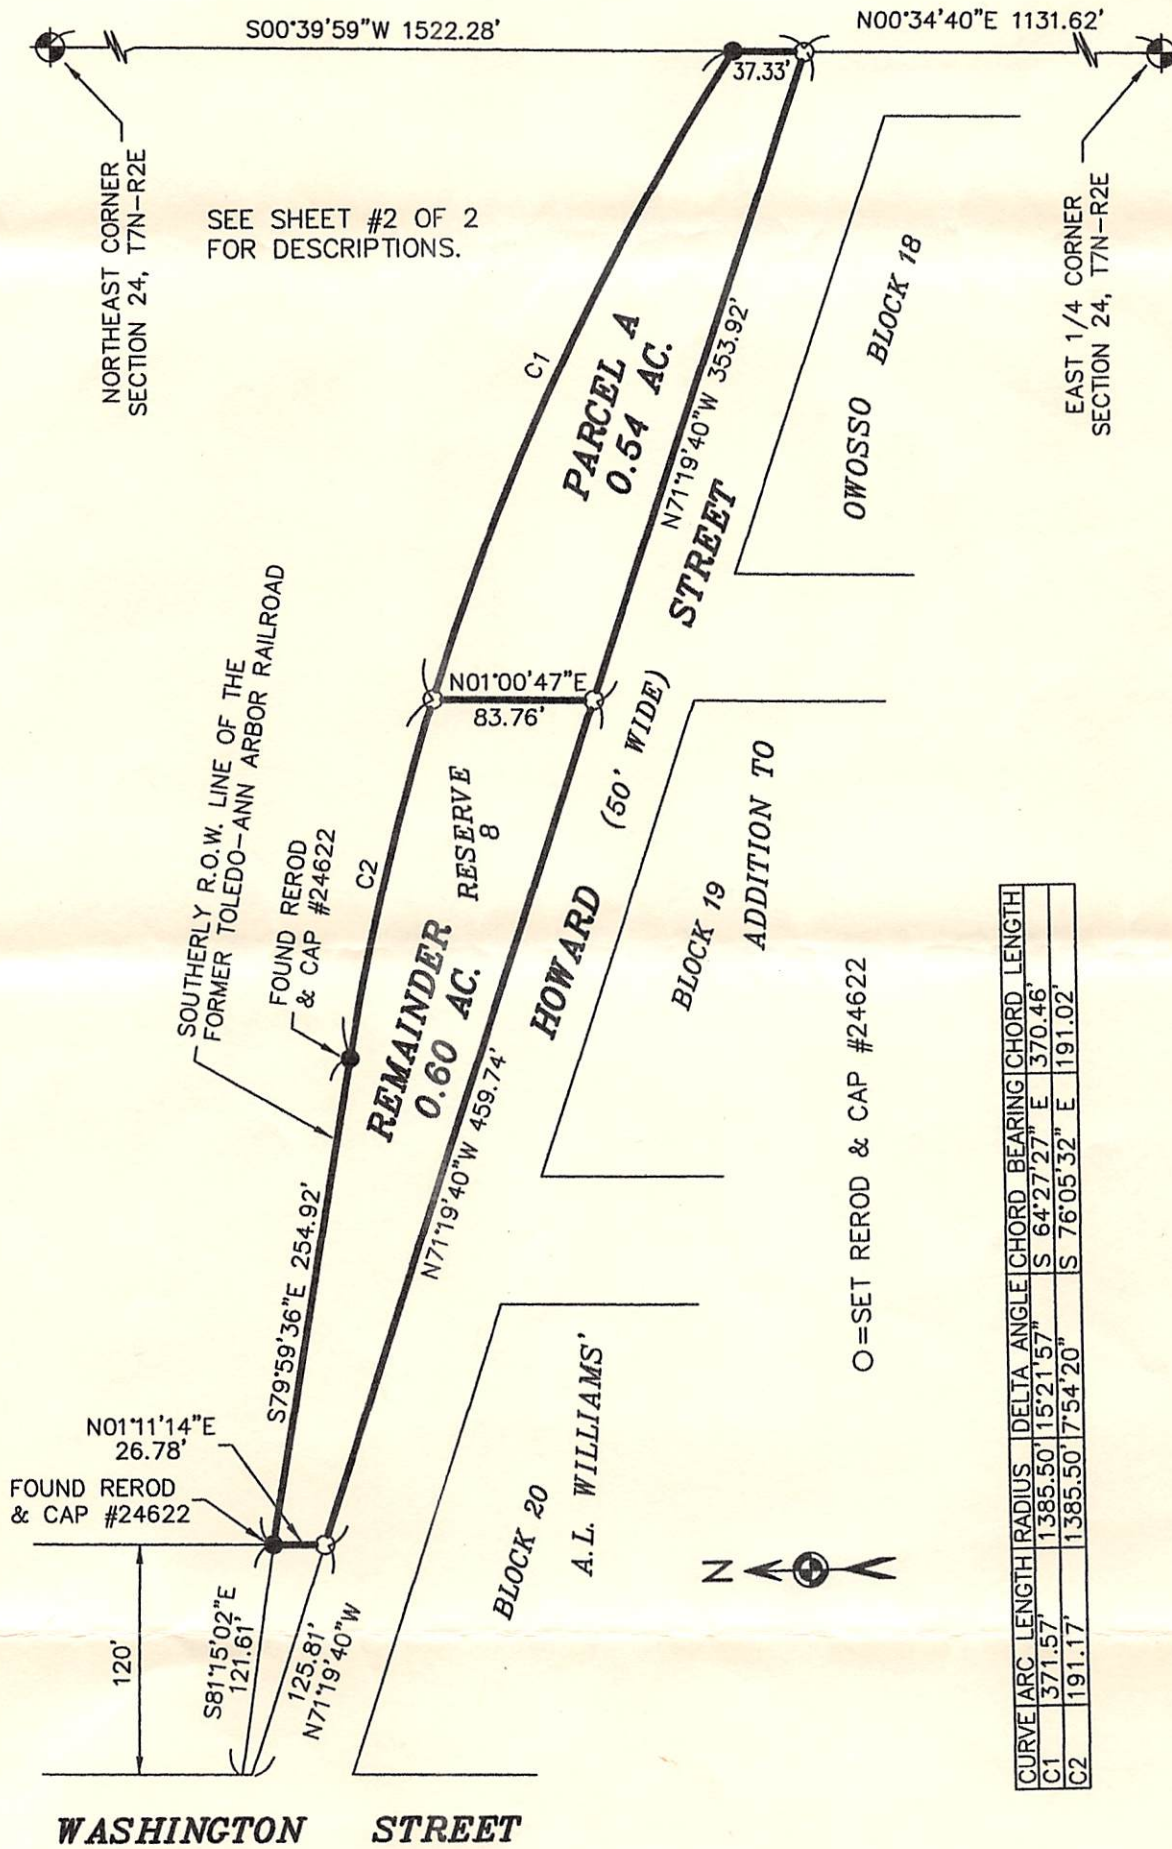 S00°39'59"W 1522.28'
N00°34'40"E 1131.62'
37.33'
NORTHEAST CORNER
SECTION 24, T7N-R2E
SEE SHEET #2 OF 2
FOR DESCRIPTIONS.
EAST 1/4 CORNER
SECTION 24, T7N-R2E
C1
PARCEL A
0.54 AC.
N71°19'40"W 353.92'
OWOSSO BLOCK 18
SOUTHERLY R.O.W. LINE OF THE
FORMER TOLEDO-ANN ARBOR RAILROAD
N01°00'47"E
83.76'
HOWARD STREET
(50' WIDE)
FOUND REROD
& CAP #24622
C2
RESERVE
8
REMAINDER
0.60 AC.
N71°19'40"W 459.74'
BLOCK 19
ADDITION TO
S79°59'36"E 254.92'
N01°11'14"E
26.78'
FOUND REROD
& CAP #24622
120'
S81°15'02"E
121.61'
125.81'
N71°19'40"W
BLOCK 20
A.L. WILLIAMS'
N
O=SET REROD & CAP #24622
WASHINGTON STREET
CURVE ARC LENGTH RADIUS DELTA ANGLE CHORD BEARING CHORD LENGTH
C1 371.57' 1385.50' 15°21'57" S 64°27'27" E 370.46'
C2 191.17' 1385.50' 7°54'20" S 76°05'32" E 191.02'